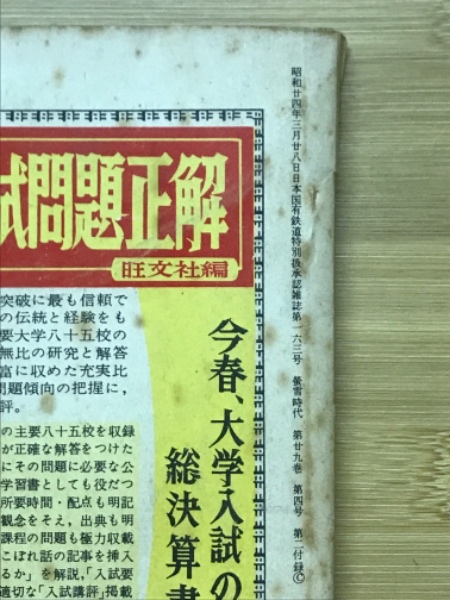 昭和廿四年三月廿八日日本国有鉄道特別扱承認雑誌第一六三号 螢雪時代 第廿九巻 第四号 第二付録©
試問題正解
旺文社編
今春、大学入試の
総決算書
突破に最も信頼で
の伝統と経験をも
要大学八十五校の
無比の研究と解答
富に収めた充実比
問題傾向の把握に,
評。
の主要八十五校を収録
が正確な解答をつけた
にその問題に必要な公
学習書としても役だつ
所要時間・配点も明記
観念をそえ, 出典も明
課程の問題も極力収載
こぼれ話の記事を挿入
るか」を解説,「入試要
適切な「入試講評」掲載